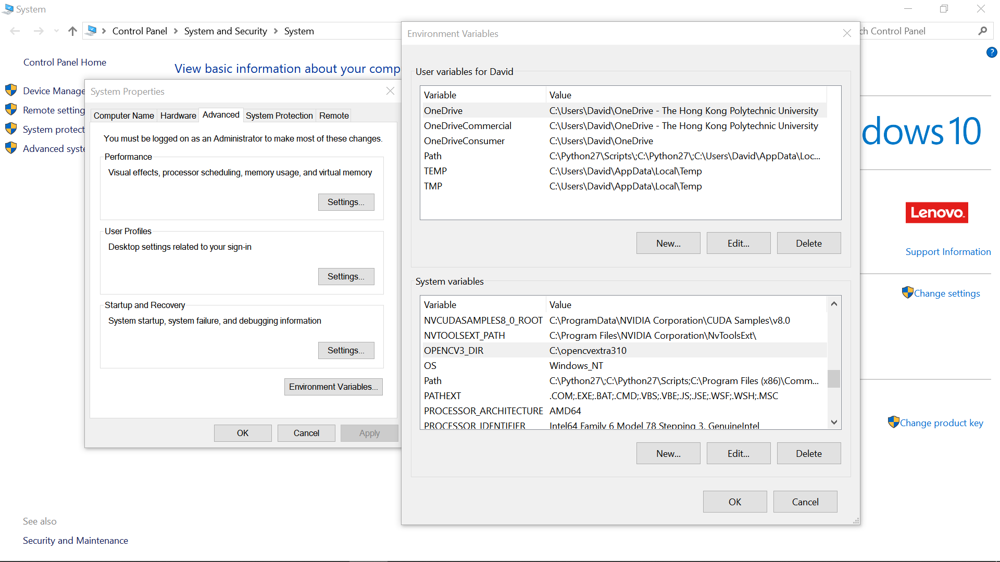 System
Control Panel > System and Security > System
ch Control Panel
?
Control Panel Home
View basic information about your comp
Device Manage
Remote setting
System protect
Advanced syste
See also
Security and Maintenance
System Properties
Computer Name Hardware Advanced System Protection Remote
You must be logged on as an Administrator to make most of these changes.
Performance
Visual effects, processor scheduling, memory usage, and virtual memory
Settings...
User Profiles
Desktop settings related to your sign-in
Settings...
Startup and Recovery
System startup, system failure, and debugging information
Settings...
Environment Variables...
OK Cancel Apply
Environment Variables
User variables for David
Variable Value
OneDrive C:\Users\David\OneDrive - The Hong Kong Polytechnic University
OneDriveCommercial C:\Users\David\OneDrive - The Hong Kong Polytechnic University
OneDriveConsumer C:\Users\David\OneDrive
Path C:\Python27\Scripts\;C:\Python27\;C:\Users\David\AppData\Loc...
TEMP C:\Users\David\AppData\Local\Temp
TMP C:\Users\David\AppData\Local\Temp
New... Edit... Delete
System variables
Variable Value
NVCUDASAMPLES8_0_ROOT C:\ProgramData\NVIDIA Corporation\CUDA Samples\v8.0
NVTOOLSEXT_PATH C:\Program Files\NVIDIA Corporation\NvToolsExt\
OPENCV3_DIR C:\opencvextra310
OS Windows_NT
Path C:\Python27\;C:\Python27\Scripts;C:\Program Files (x86)\Comm...
PATHEXT .COM;.EXE;.BAT;.CMD;.VBS;.VBE;.JS;.JSE;.WSF;.WSH;.MSC
PROCESSOR_ARCHITECTURE AMD64
PROCESSOR_IDENTIFIER Intel64 Family 6 Model 78 Stepping 3, GenuineIntel
New... Edit... Delete
OK Cancel
dows 10
Lenovo
Support Information
Change settings
Change product key